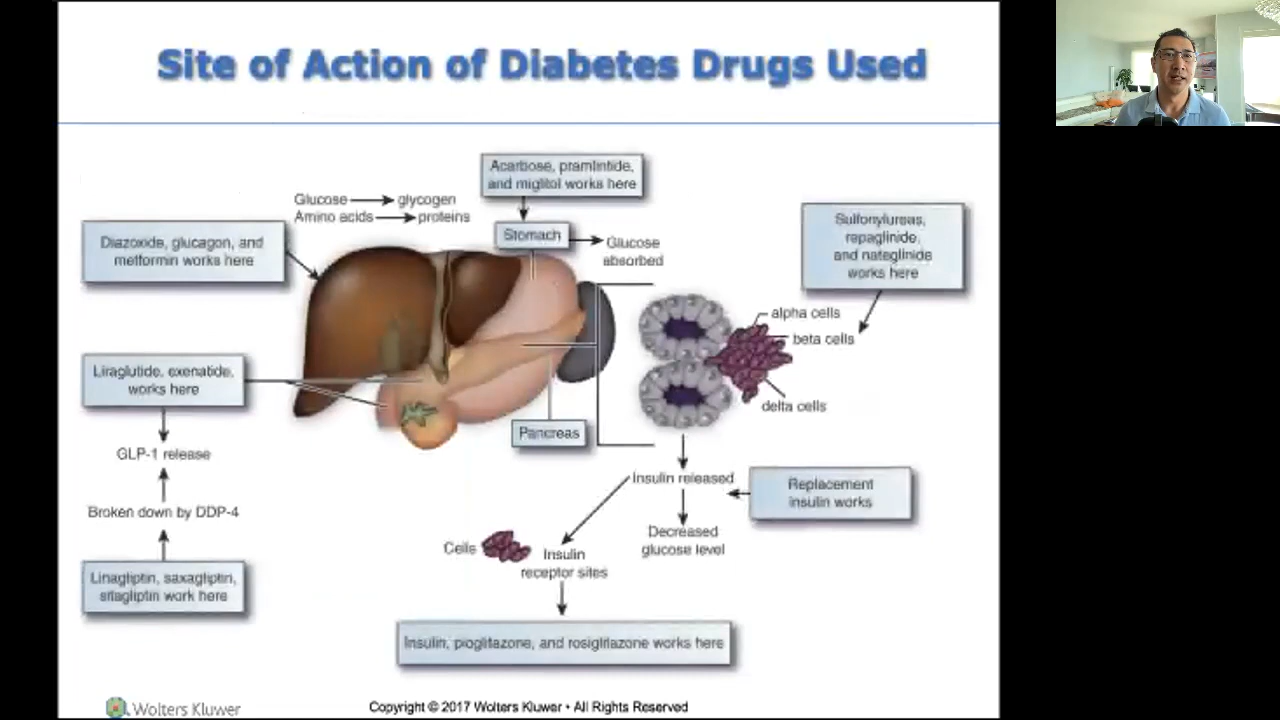 Site of Action of Diabetes Drugs Used
Acarbose, pramlintide,
and miglitol works here
Glucose → glycogen
Amino acids → proteins
Stomach
Glucose
absorbed
Diazoxide, glucagon, and
metformin works here
Sulfonylureas,
repaglinide,
and nateglinide
works here
alpha cells
beta cells
delta cells
Liraglutide, exenatide,
works here
Pancreas
GLP-1 release
Broken down by DDP-4
Linagliptin, saxagliptin,
sitagliptin work here
Insulin released
Replacement
insulin works
Decreased
glucose level
Cells
Insulin
receptor sites
Insulin, pioglitazone, and rosiglitazone works here
Wolters Kluwer
Copyright © 2017 Wolters Kluwer • All Rights Reserved